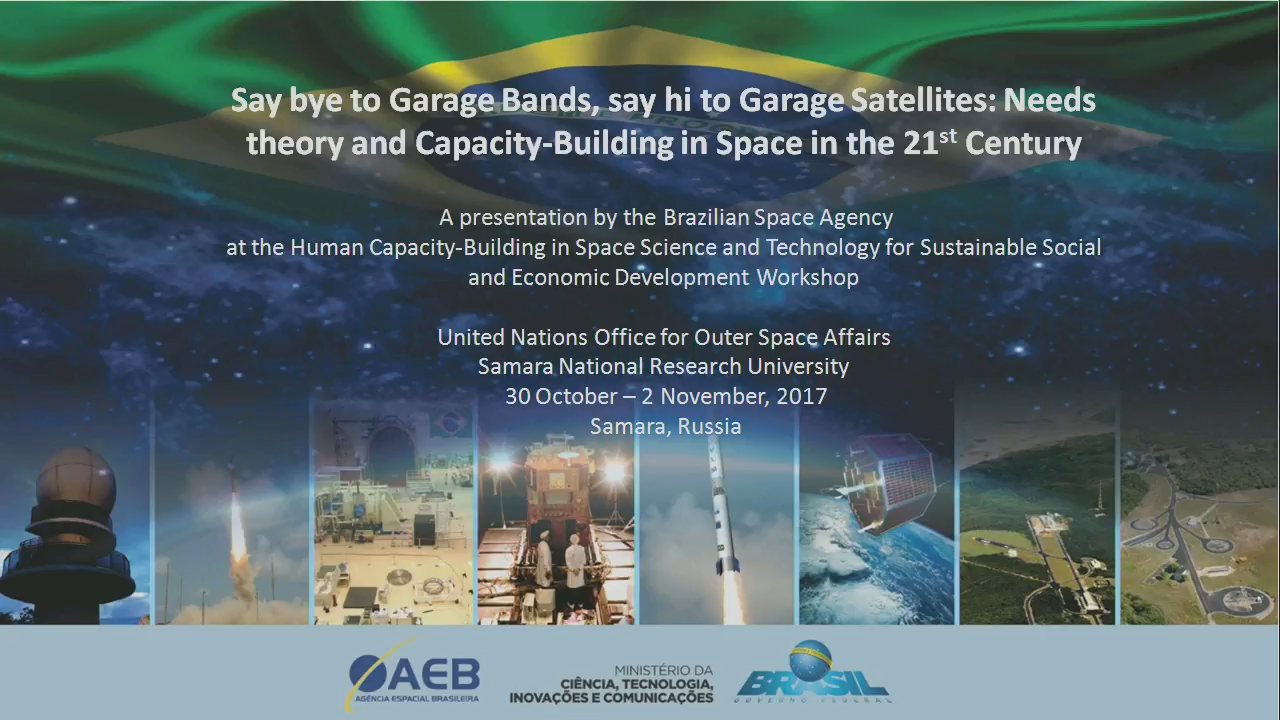 Say bye to Garage Bands, say hi to Garage Satellites: Needs
theory and Capacity-Building in Space in the 21st Century
A presentation by the Brazilian Space Agency
at the Human Capacity-Building in Space Science and Technology for Sustainable Social
and Economic Development Workshop
United Nations Office for Outer Space Affairs
Samara National Research University
30 October – 2 November, 2017
Samara, Russia
AEB
AGÊNCIA ESPACIAL BRASILEIRA
MINISTÉRIO DA
CIÊNCIA, TECNOLOGIA,
INOVAÇÕES E COMUNICAÇÕES
BRASIL
GOVERNO FEDERAL